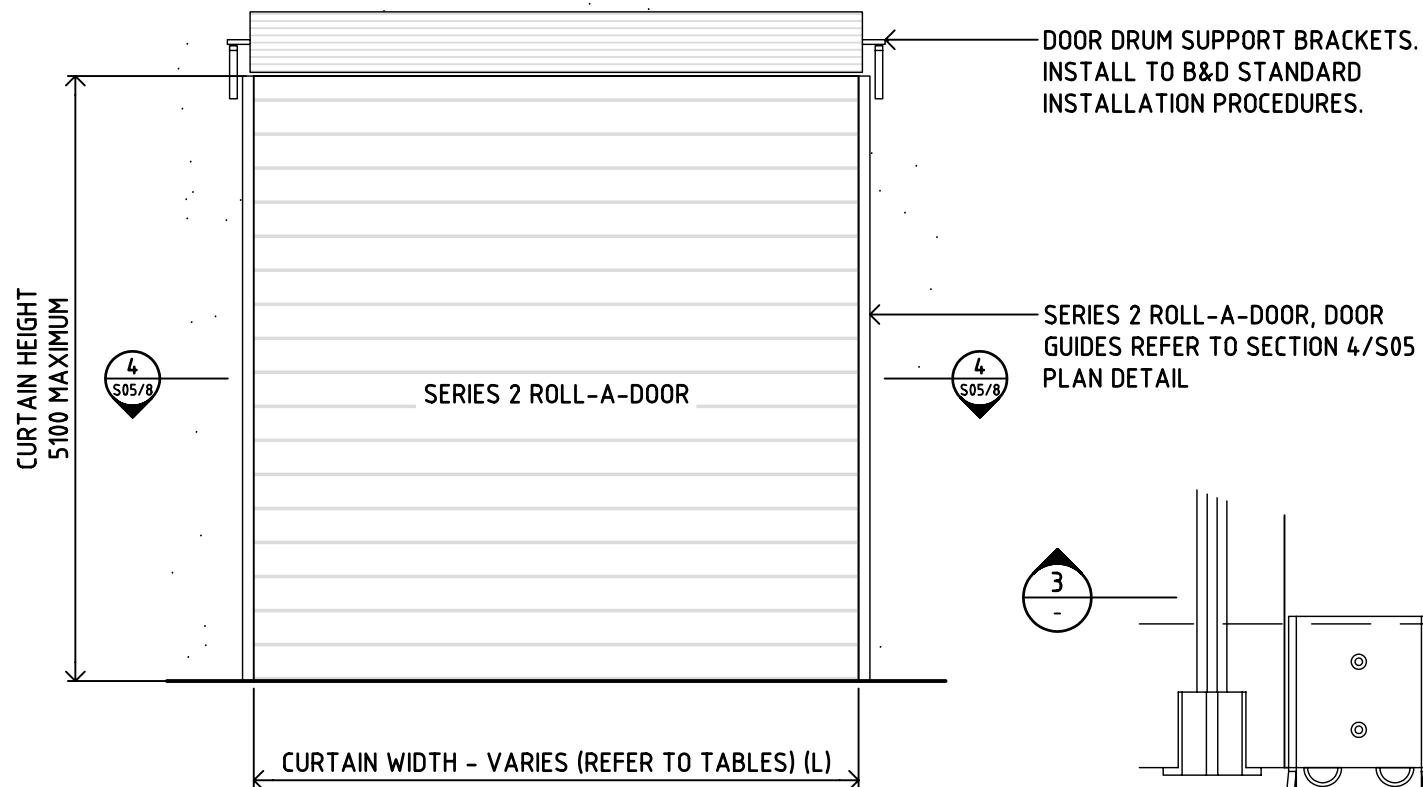 DOOR DRUM SUPPORT BRACKETS.
INSTALL TO B&D STANDARD
INSTALLATION PROCEDURES.
CURTAIN HEIGHT
5100 MAXIMUM
SERIES 2 ROLL-A-DOOR, DOOR
GUIDES REFER TO SECTION 4/S05
PLAN DETAIL
4
S05/8
SERIES 2 ROLL-A-DOOR
4
S05/8
3
-
CURTAIN WIDTH - VARIES (REFER TO TABLES) (L)